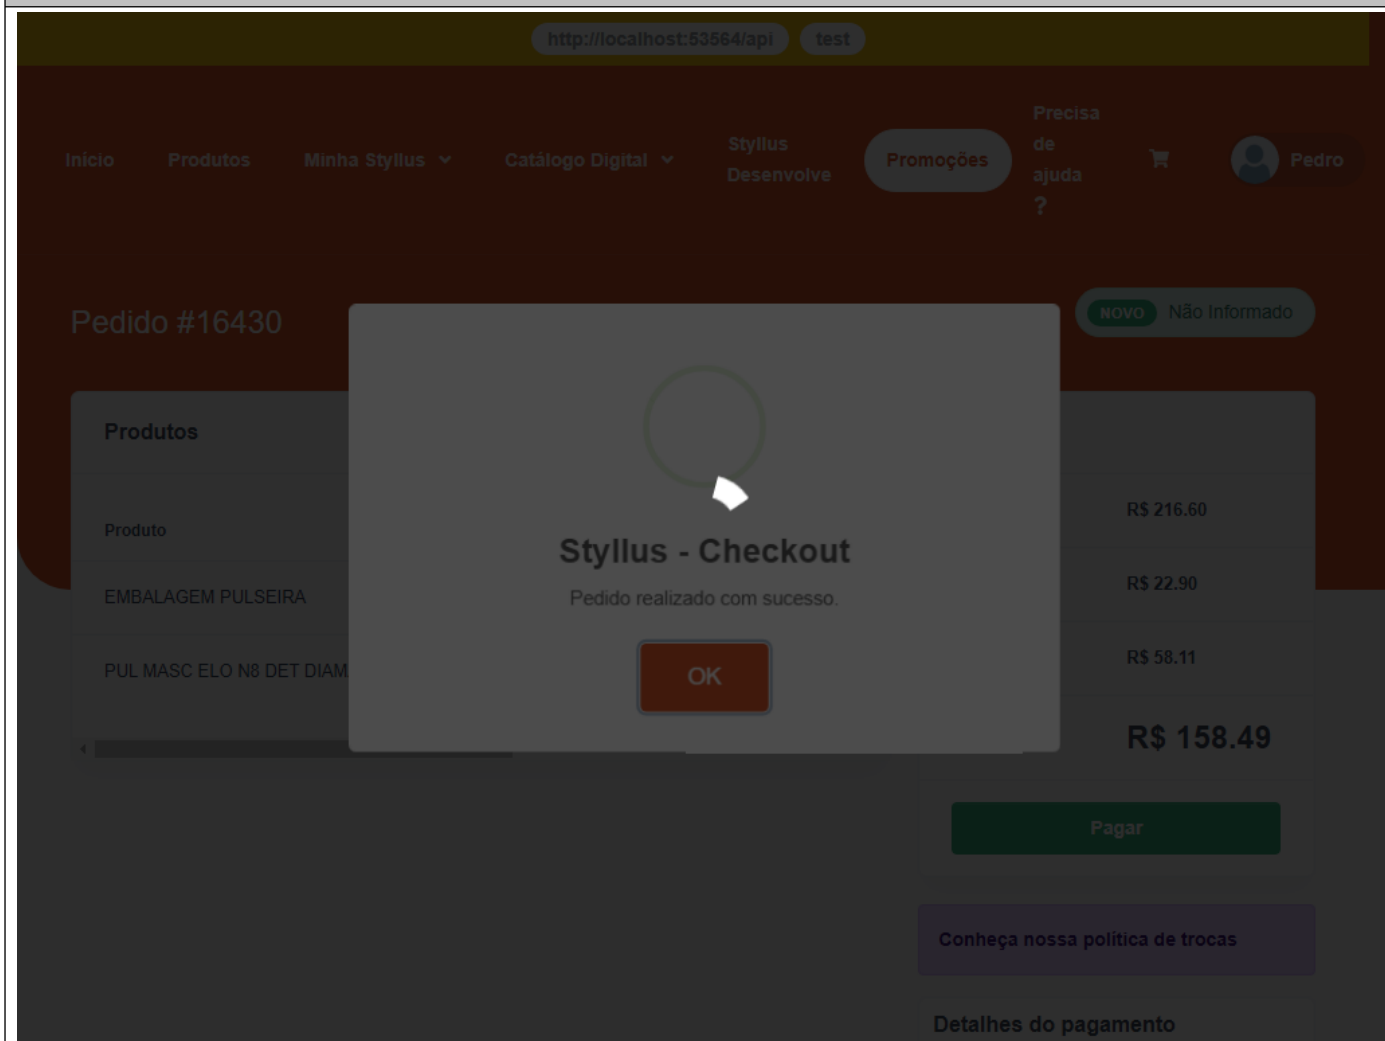 http://localhost:53564/api test
Início Produtos Minha Styllus Catálogo Digital Styllus Desenvolve Promoções Precisa de ajuda ? Pedro
Pedido #16430
NOVO Não Informado
Produtos
Produto
EMBALAGEM PULSEIRA
PUL MASC ELO N8 DET DIAM
Styllus - Checkout
Pedido realizado com sucesso.
OK
R$ 216.60
R$ 22.90
R$ 58.11
R$ 158.49
Pagar
Conheça nossa política de trocas
Detalhes do pagamento